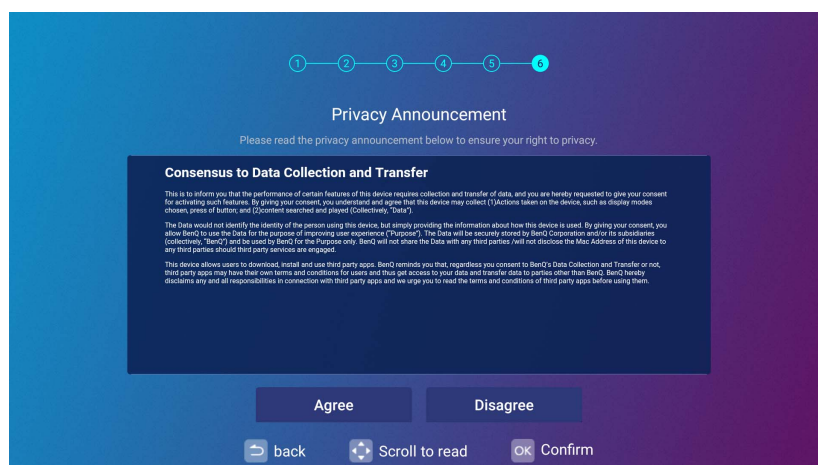 1 2 3 4 5 6
Privacy Announcement
Please read the privacy announcement below to ensure your right to privacy.
Consensus to Data Collection and Transfer
This is to inform you that the performance of certain features of this device requires collection and transfer of data, and you are hereby requested to give your consent
for activating such features. By giving your consent, you understand and agree that this device may collect (1)Actions taken on the device, such as display modes
chosen, press of button; and (2)content searched and played (Collectively, "Data").
The Data would not identify the identity of the person using this device, but simply providing the information about how this device is used. By giving your consent, you
allow BenQ to use the Data for the purpose of improving user experience ("Purpose"). The Data will be securely stored by BenQ Corporation and/or its subsidiaries
(collectively, "BenQ") and be used by BenQ for the Purpose only. BenQ will not share the Data with any third parties /will not disclose the Mac Address of this device to
any third parties should third party services are engaged.
This device allows users to download, install and use third party apps. BenQ reminds you that, regardless you consent to BenQ's Data Collection and Transfer or not,
third party apps may have their own terms and conditions for users and thus get access to your data and transfer data to parties other than BenQ. BenQ hereby
disclaims any and all responsibilities in connection with third party apps and we urge you to read the terms and conditions of third party apps before using them.
Agree Disagree
back Scroll to read OK Confirm